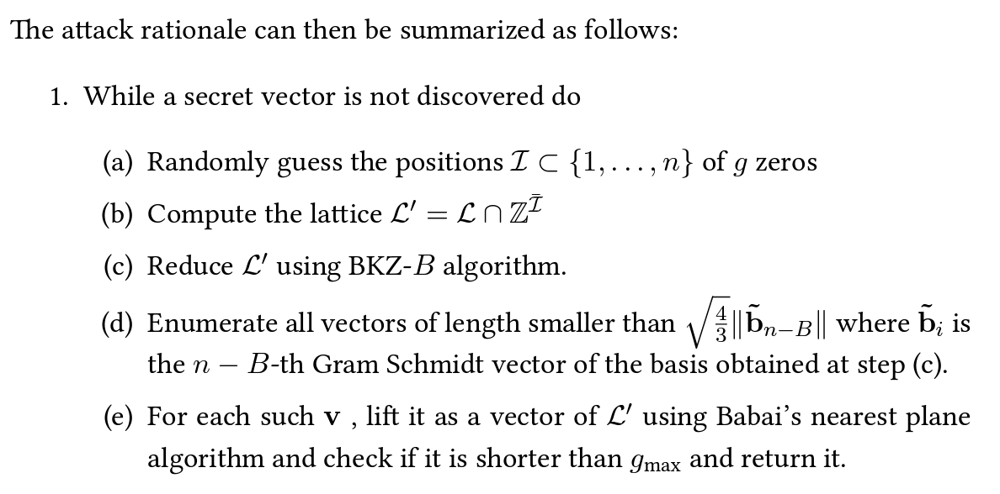 The attack rationale can then be summarized as follows:
1. While a secret vector is not discovered do
(a) Randomly guess the positions $\mathcal{I} \subset \{1, \ldots, n\}$ of $g$ zeros
(b) Compute the lattice $\mathcal{L}' = \mathcal{L} \cap \mathbb{Z}^{\bar{\mathcal{I}}}$
(c) Reduce $\mathcal{L}'$ using BKZ-$B$ algorithm.
(d) Enumerate all vectors of length smaller than $\sqrt{\frac{4}{3}} \|\tilde{\mathbf{b}}_{n-B}\|$ where $\tilde{\mathbf{b}}_i$ is
the $n - B$-th Gram Schmidt vector of the basis obtained at step (c).
(e) For each such $\mathbf{v}$ , lift it as a vector of $\mathcal{L}'$ using Babai's nearest plane
algorithm and check if it is shorter than $g_{\max}$ and return it.